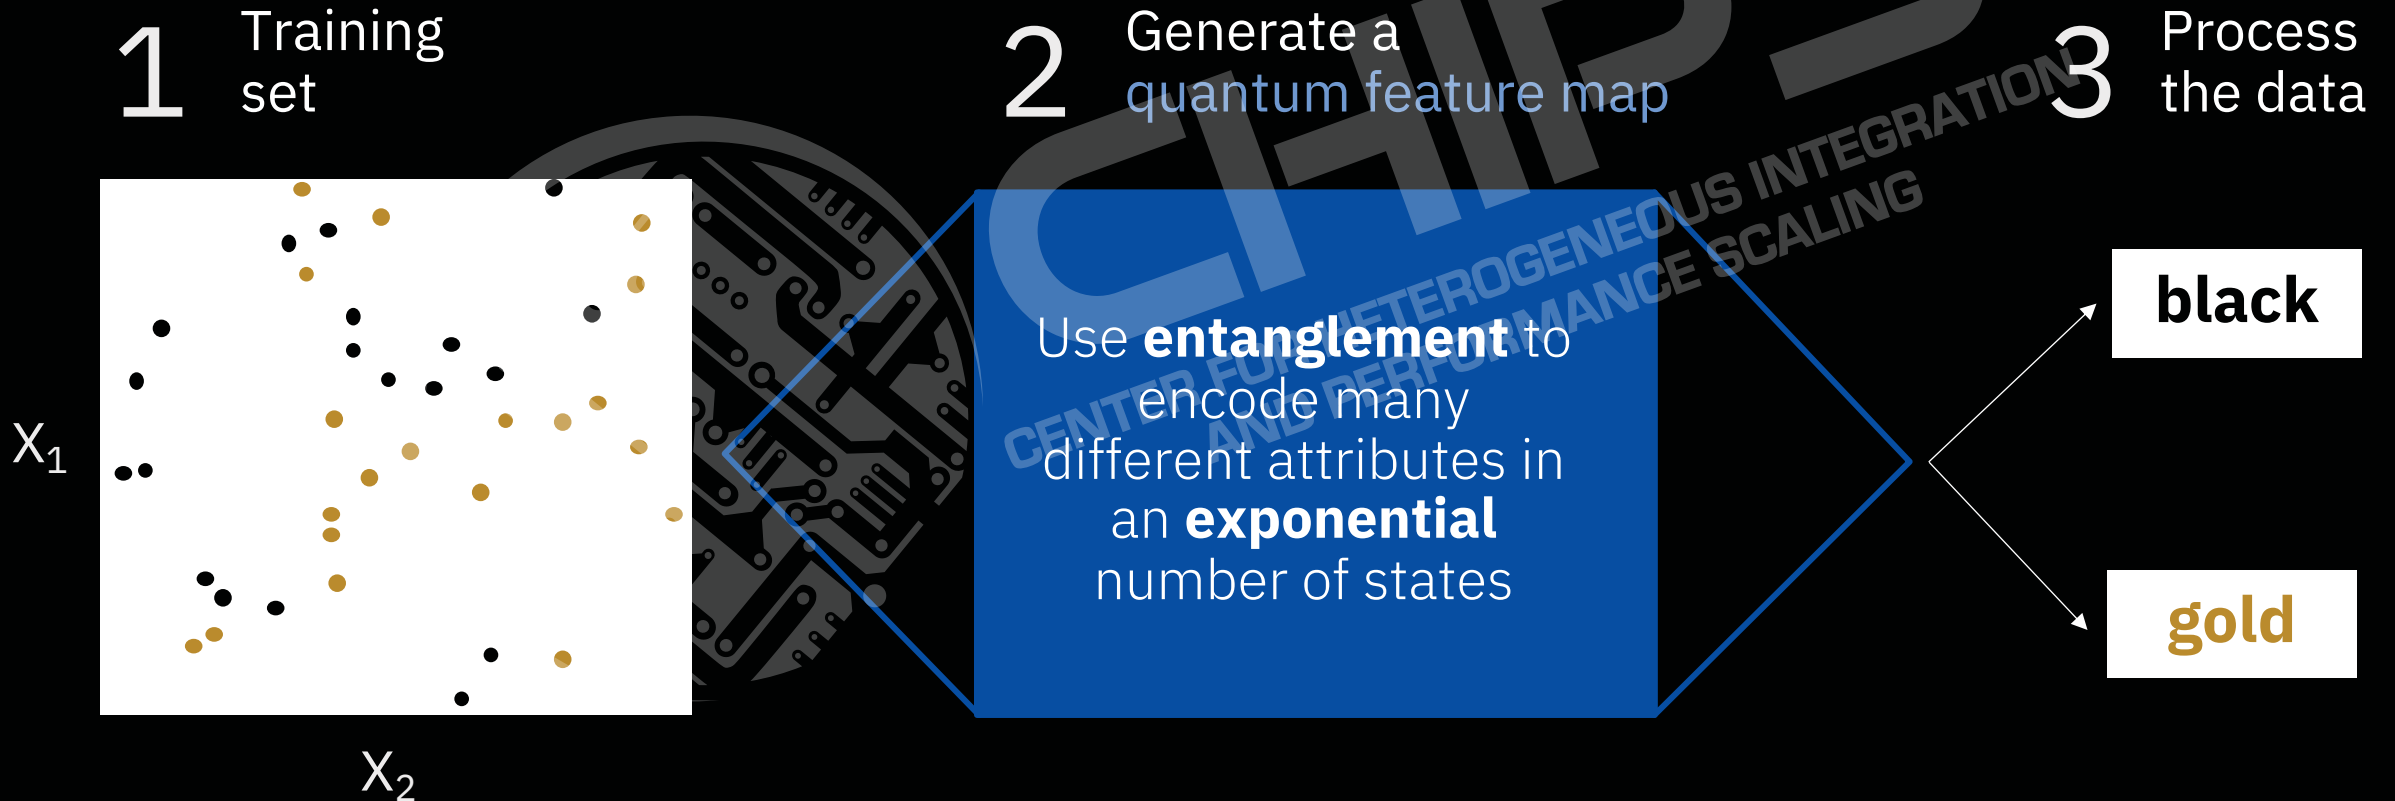 1
Training
set
2
Generate a
quantum feature map
3
Process
the data
X₁
X₂
Use entanglement to
encode many
different attributes in
an exponential
number of states
black
gold
CHIPS
CENTER FOR HETEROGENEOUS INTEGRATION
AND PERFORMANCE SCALING